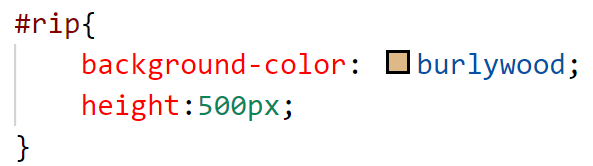 #rip{
background-color: burlywood;
height:500px;
}